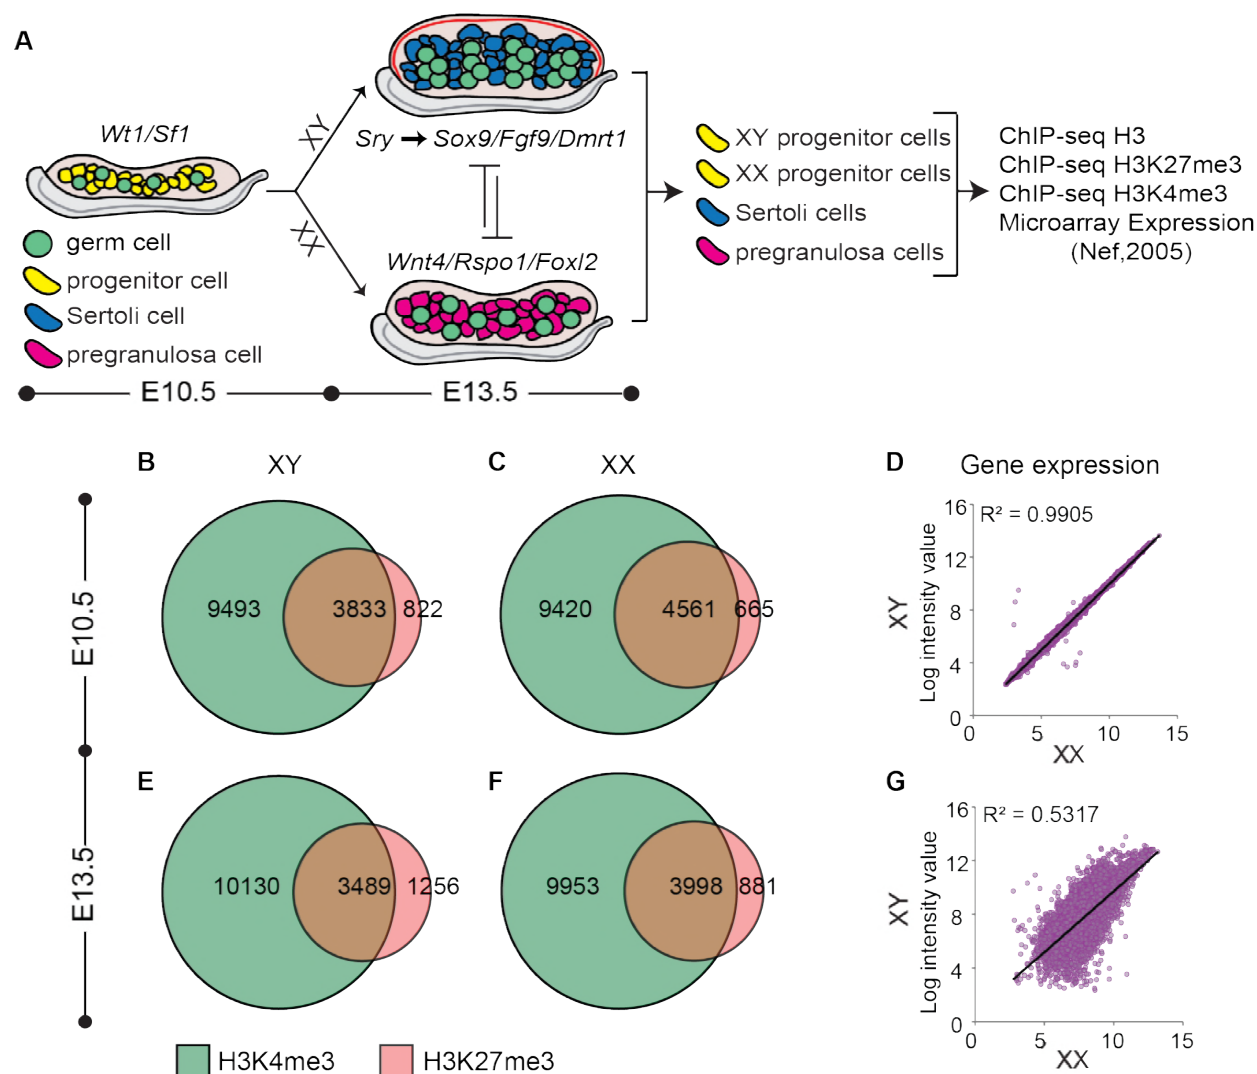 A
Wt1/Sf1
XY
XX
Sry → Sox9/Fgf9/Dmrt1
Wnt4/Rspo1/Foxl2
germ cell
progenitor cell
Sertoli cell
pregranulosa cell
E10.5
E13.5
XY progenitor cells
XX progenitor cells
Sertoli cells
pregranulosa cells
ChIP-seq H3
ChIP-seq H3K27me3
ChIP-seq H3K4me3
Microarray Expression
(Nef,2005)
B
XY
C
XX
D
Gene expression
E10.5
9493
3833
822
9420
4561
665
R² = 0.9905
XY
Log intensity value
16
12
8
4
0
0
5
10
15
XX
E
F
G
E13.5
10130
3489
1256
9953
3998
881
R² = 0.5317
XY
Log intensity value
16
12
8
4
0
0
5
10
15
XX
H3K4me3
H3K27me3